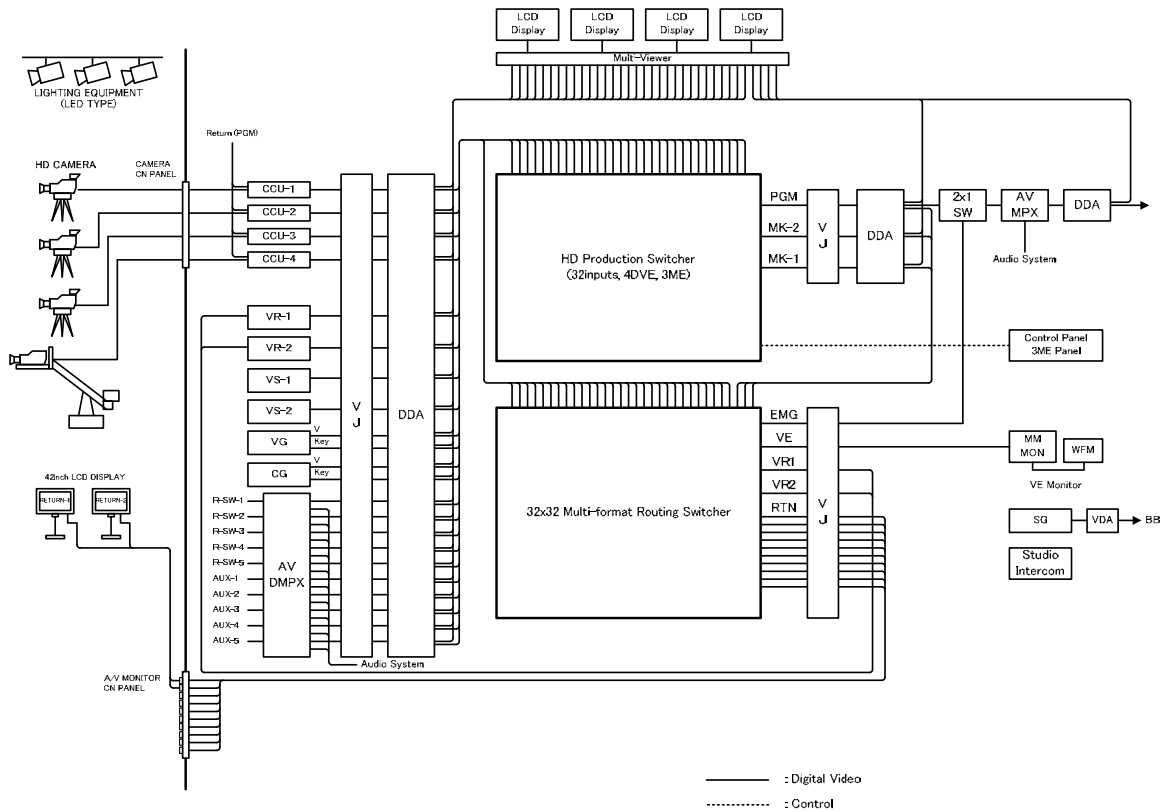 LCD
Display
LCD
Display
LCD
Display
LCD
Display
Multi-Viewer
LIGHTING EQUIPMENT
(LED TYPE)
Return(PGM)
HD CAMERA
CAMERA
CN PANEL
CCU-1
CCU-2
CCU-3
CCU-4
VR-1
VR-2
VS-1
VS-2
VG
V
Key
CG
V
Key
R-SW-1
R-SW-2
R-SW-3
R-SW-4
R-SW-5
AUX-1
AUX-2
AUX-3
AUX-4
AUX-5
AV
DMPX
V
J
DDA
Audio System
HD Production Switcher
(32inputs, 4DVE, 3ME)
PGM
MK-2
MK-1
V
J
DDA
2x1
SW
AV
MPX
DDA
Audio System
Control Panel
3ME Panel
32x32 Multi-format Routing Switcher
EMG
VE
VR1
VR2
RTN
V
J
MM
MON
WFM
VE Monitor
SG
VDA
BB
Studio
Intercom
42inch LCD DISPLAY
RETURN-1
RETURN-2
A/V MONITOR
CN PANEL
: Digital Video
: Control